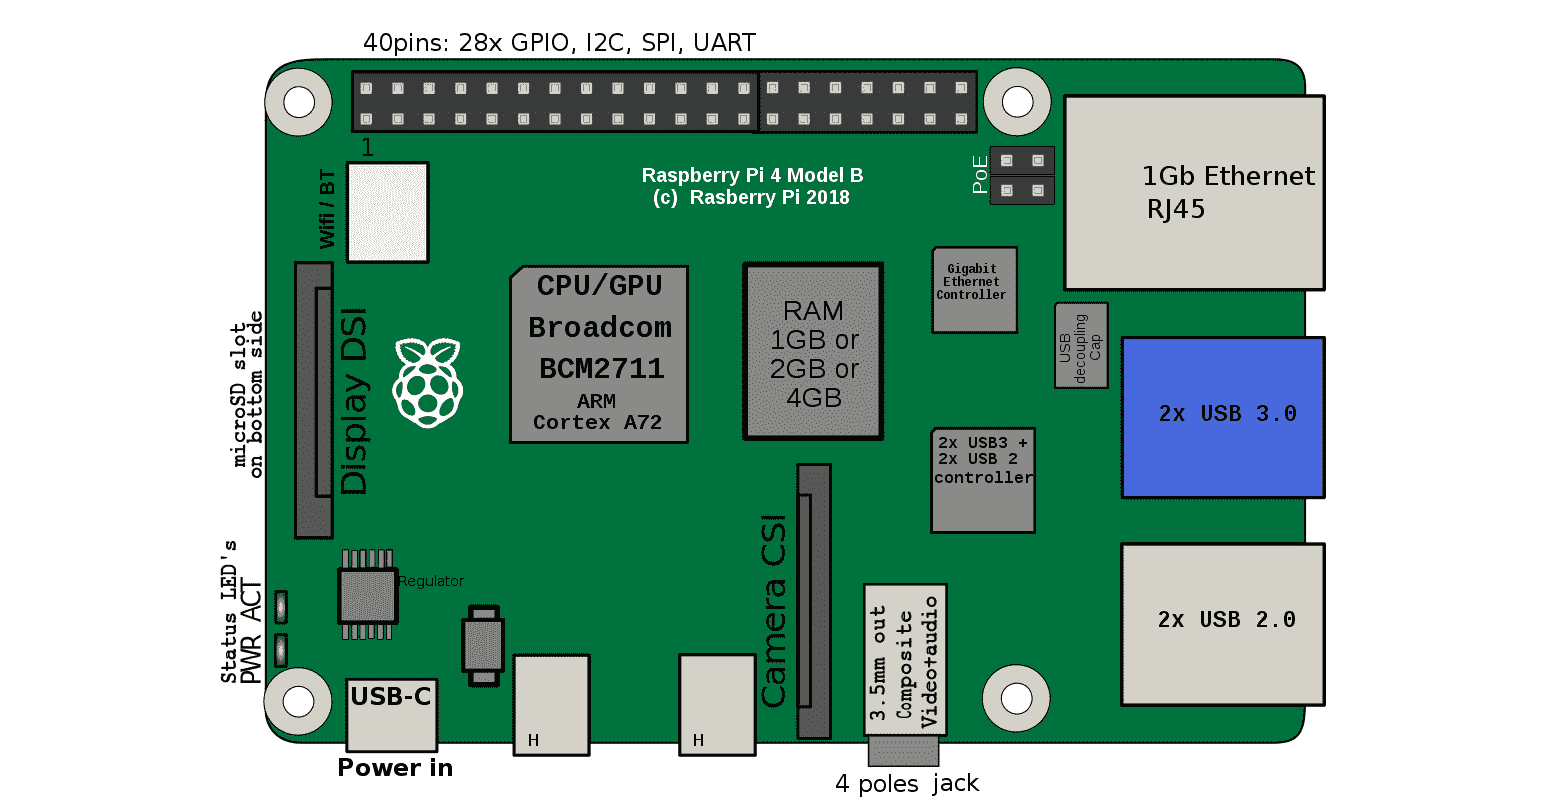 40pins: 28x GPIO, I2C, SPI, UART
1
Wifi / BT
Raspberry Pi 4 Model B
(c) Rasberry Pi 2018
PoE
1Gb Ethernet
RJ45
microSD slot
on bottom side
Display DSI
CPU/GPU
Broadcom
BCM2711
ARM
Cortex A72
RAM
1GB or
2GB or
4GB
Gigabit
Ethernet
Controller
USB
decoupling
Cap
2x USB 3.0
2x USB3 +
2x USB 2
controller
Status LED's
PWR ACT
Regulator
Camera CSI
3.5mm out
Composite
Video+audio
2x USB 2.0
USB-C
H
H
Power in
4 poles jack